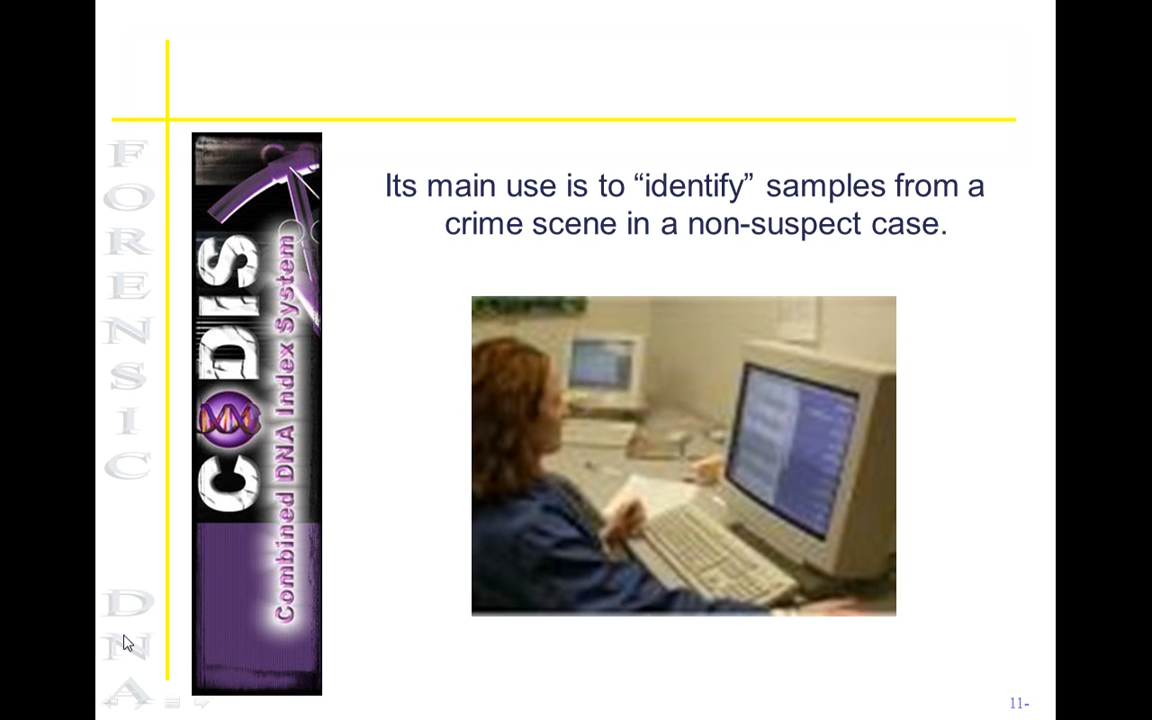 FORENSIC DNA
CODIS
Combined DNA Index System
Its main use is to “identify” samples from a
crime scene in a non-suspect case.
11-